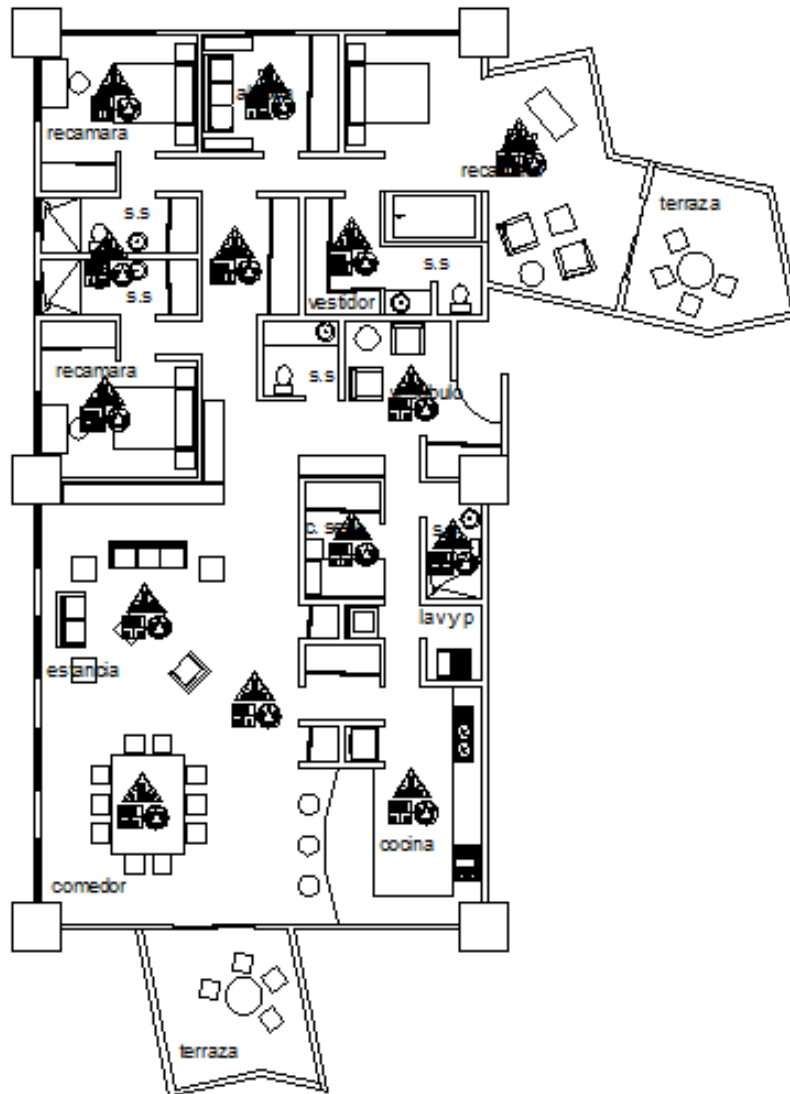 recamara
s.s
terraza
s.s
s.s
vestidor
recamara
s.s
lav y p
estancia
cocina
comedor
terraza